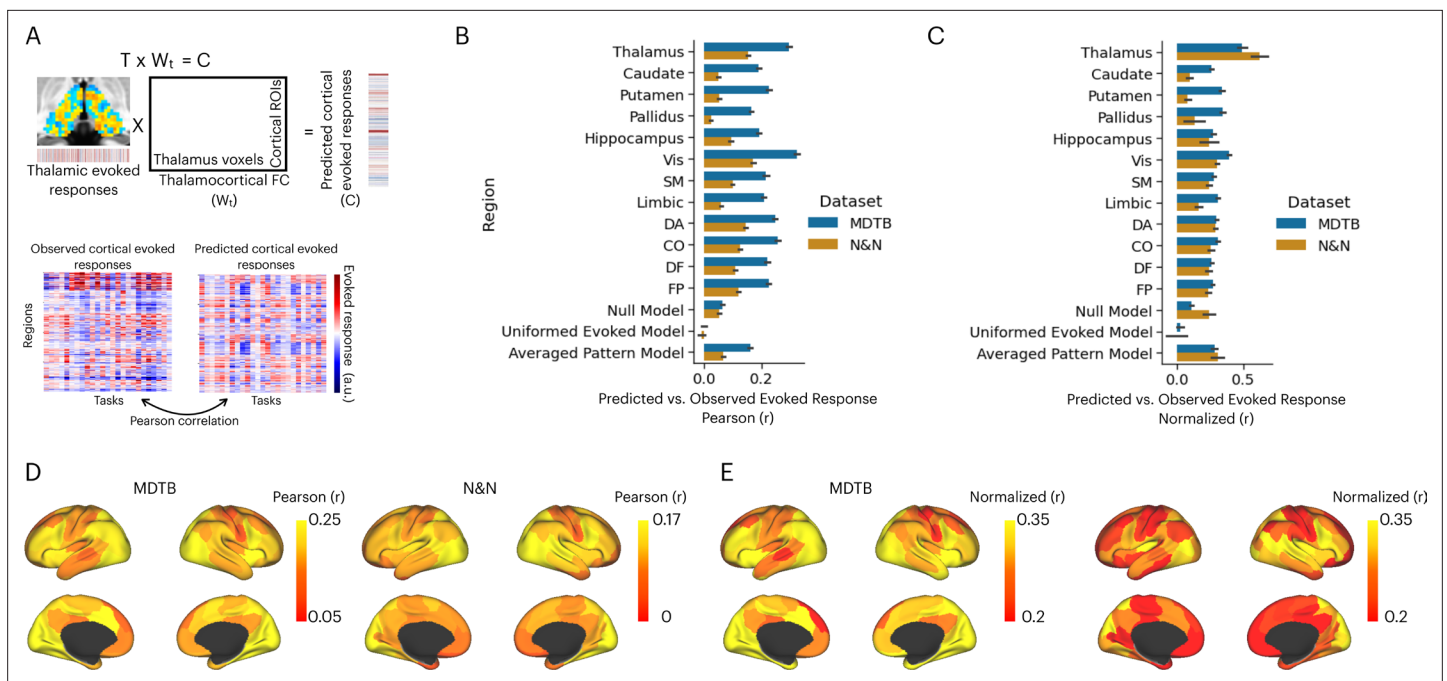 A
T x Wt = C
X
Thalamus voxels
Cortical ROIs
=
Predicted cortical
evoked responses
(C)
Thalamic evoked
responses
Thalamocortical FC
(Wt)
Observed cortical evoked
responses
Predicted cortical evoked
responses
Regions
Evoked response (a.u.)
Tasks
Tasks
Pearson correlation
B
Region
Thalamus
Caudate
Putamen
Pallidus
Hippocampus
Vis
SM
Limbic
DA
CO
DF
FP
Null Model
Uniformed Evoked Model
Averaged Pattern Model
Dataset
MDTB
N&N
0.0
0.2
Predicted vs. Observed Evoked Response
Pearson (r)
C
Thalamus
Caudate
Putamen
Pallidus
Hippocampus
Vis
SM
Limbic
DA
CO
DF
FP
Null Model
Uniformed Evoked Model
Averaged Pattern Model
Dataset
MDTB
N&N
0.0
0.5
Predicted vs. Observed Evoked Response
Normalized (r)
D
MDTB
Pearson (r)
0.25
0.05
N&N
Pearson (r)
0.17
0
E
MDTB
Normalized (r)
0.35
0.2
Normalized (r)
0.35
0.2